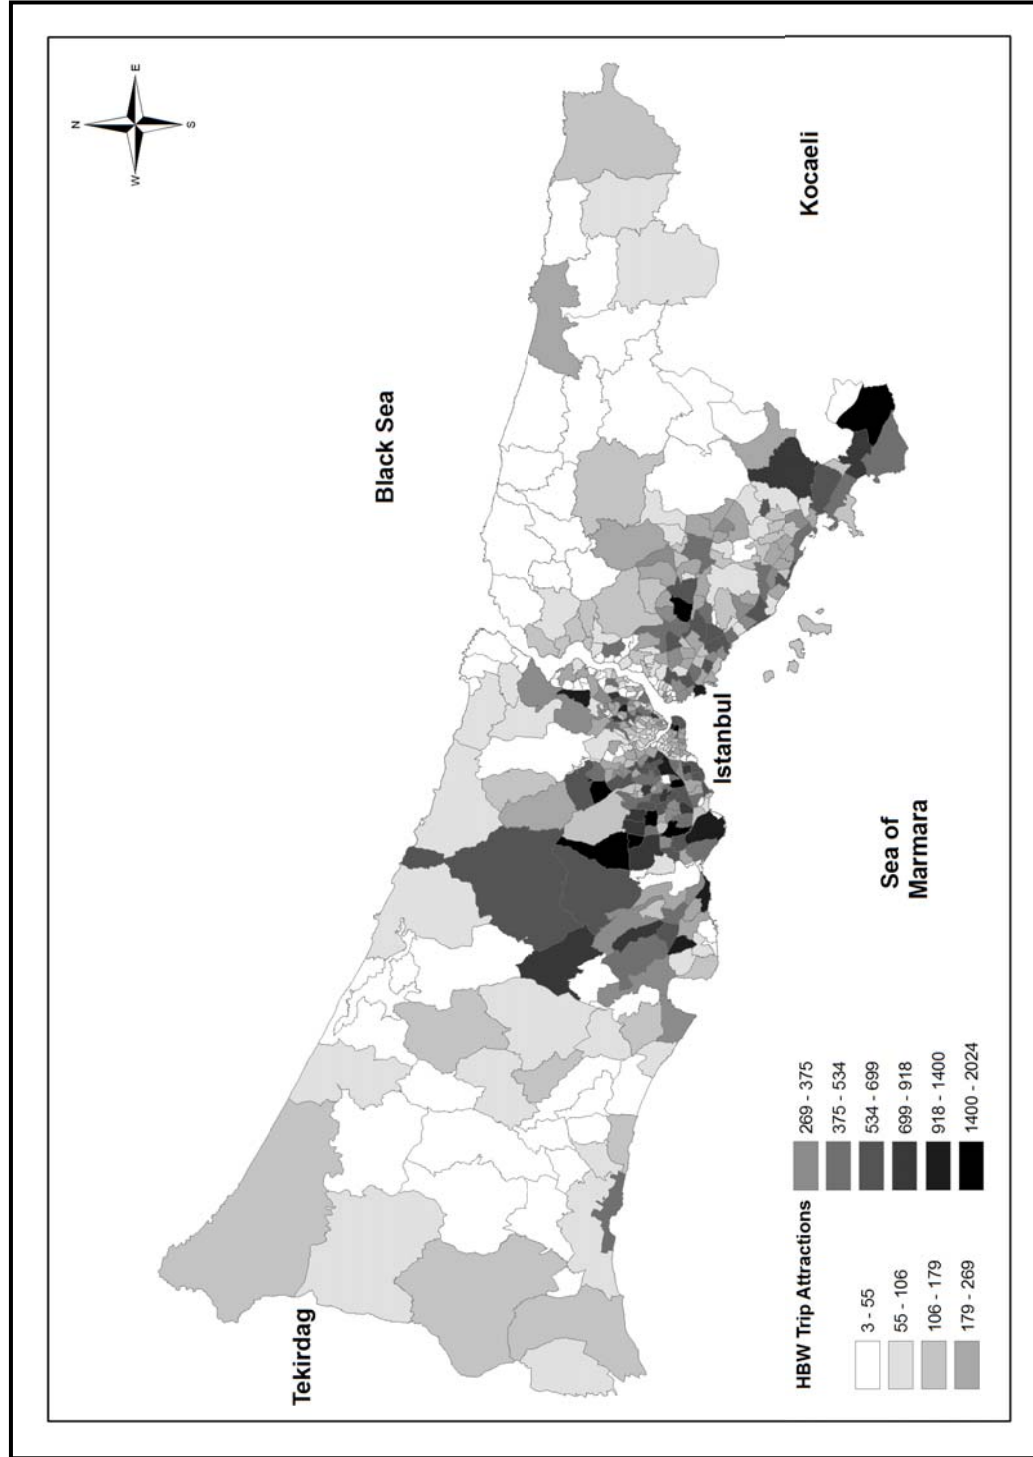 N
W
E
S
Black Sea
Kocaeli
Tekirdag
Istanbul
Sea of
Marmara
HBW Trip Attractions
3 - 55
55 - 106
106 - 179
179 - 269
269 - 375
375 - 534
534 - 699
699 - 918
918 - 1400
1400 - 2024